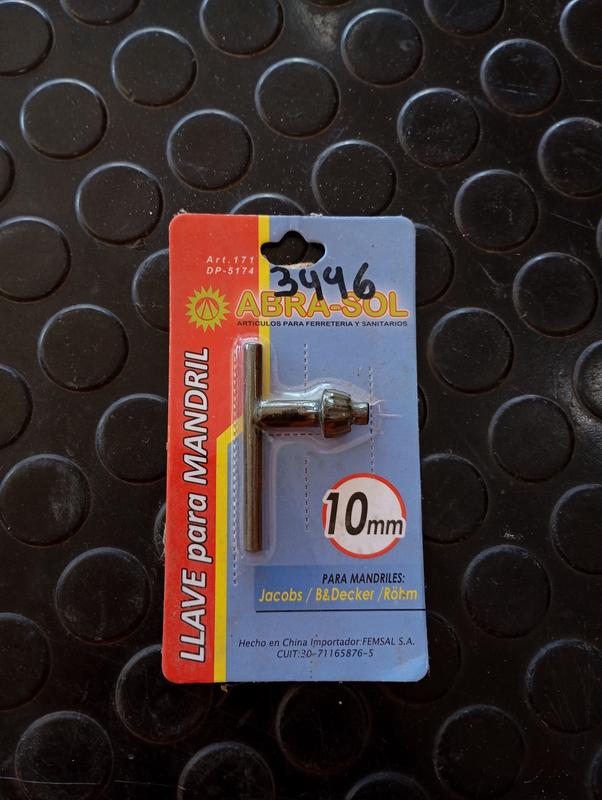 Art.171
DP-5174
3446
ABRA-SOL
ARTICULOS PARA FERRETERIA Y SANITARIOS
LLAVE para MANDRIL
10mm
PARA MANDRILES:
Jacobs / B&Decker /Röhm
Hecho en China Importador:FEMSAL S.A.
CUIT:30-71165876-5